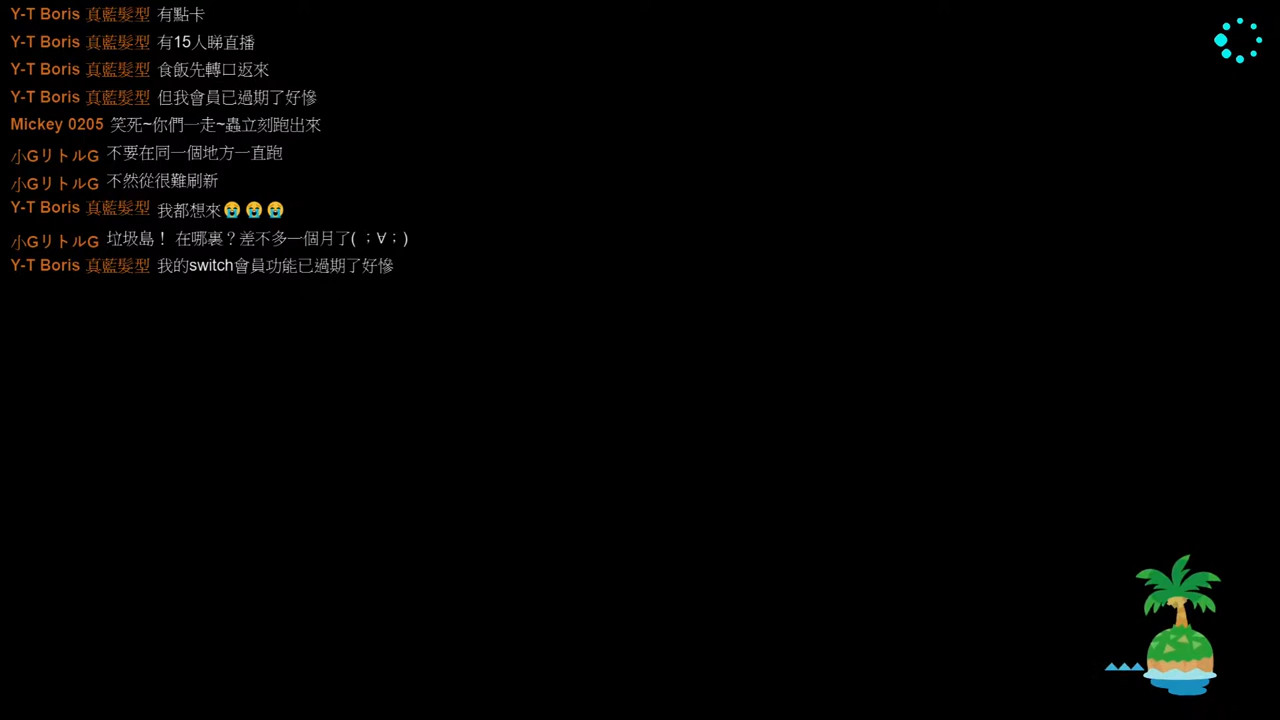 Y-T Boris 真藍髮型 有點卡
Y-T Boris 真藍髮型 有15人睇直播
Y-T Boris 真藍髮型 食飯先轉口返來
Y-T Boris 真藍髮型 但我會員已過期了好慘
Mickey 0205 笑死~你們一走~蟲立刻跑出來
小GリトルG 不要在同一個地方一直跑
小GリトルG 不然從很難刷新
Y-T Boris 真藍髮型 我都想來😭😭😭
小GリトルG 垃圾島！ 在哪裏？差不多一個月了( ；∀；)
Y-T Boris 真藍髮型 我的switch會員功能已過期了好慘